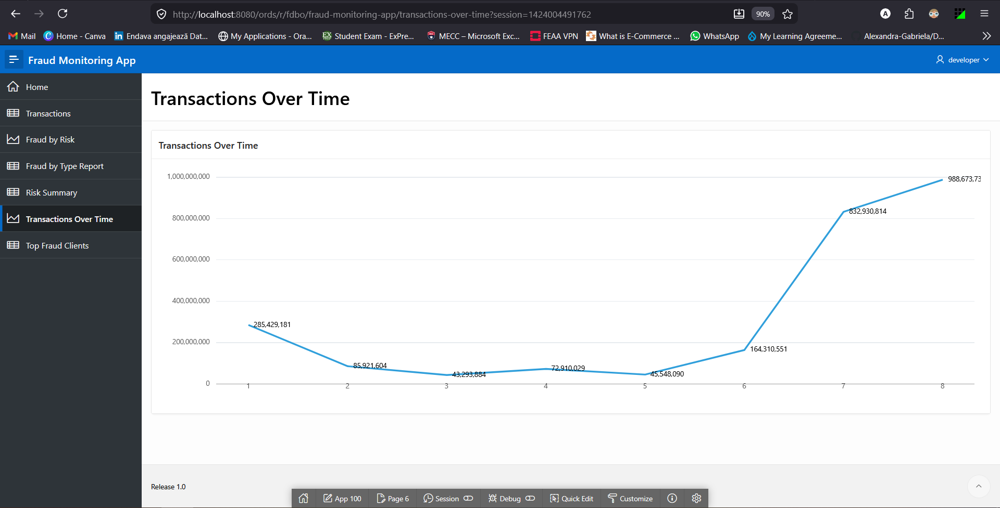 http://localhost:8080/ords/r/fdbo/fraud-monitoring-app/transactions-over-time?session=1424004491762
90%
A
Mail
Home - Canva
Endava angajează Dat...
My Applications - Ora...
Student Exam - ExPre...
MECC – Microsoft Exc...
FEAA VPN
What is E-Commerce ...
WhatsApp
My Learning Agreeme...
Alexandra-Gabriela/D...
Fraud Monitoring App
developer
Home
Transactions
Fraud by Risk
Fraud by Type Report
Risk Summary
Transactions Over Time
Top Fraud Clients
Transactions Over Time
Transactions Over Time
1,000,000,000
800,000,000
600,000,000
400,000,000
200,000,000
0
285,429,181
85,921,604
43,293,884
72,910,029
45,548,090
164,310,551
832,930,814
988,673,73
1 2 3 4 5 6 7 8
Release 1.0
App 100
Page 6
Session
Debug
Quick Edit
Customize